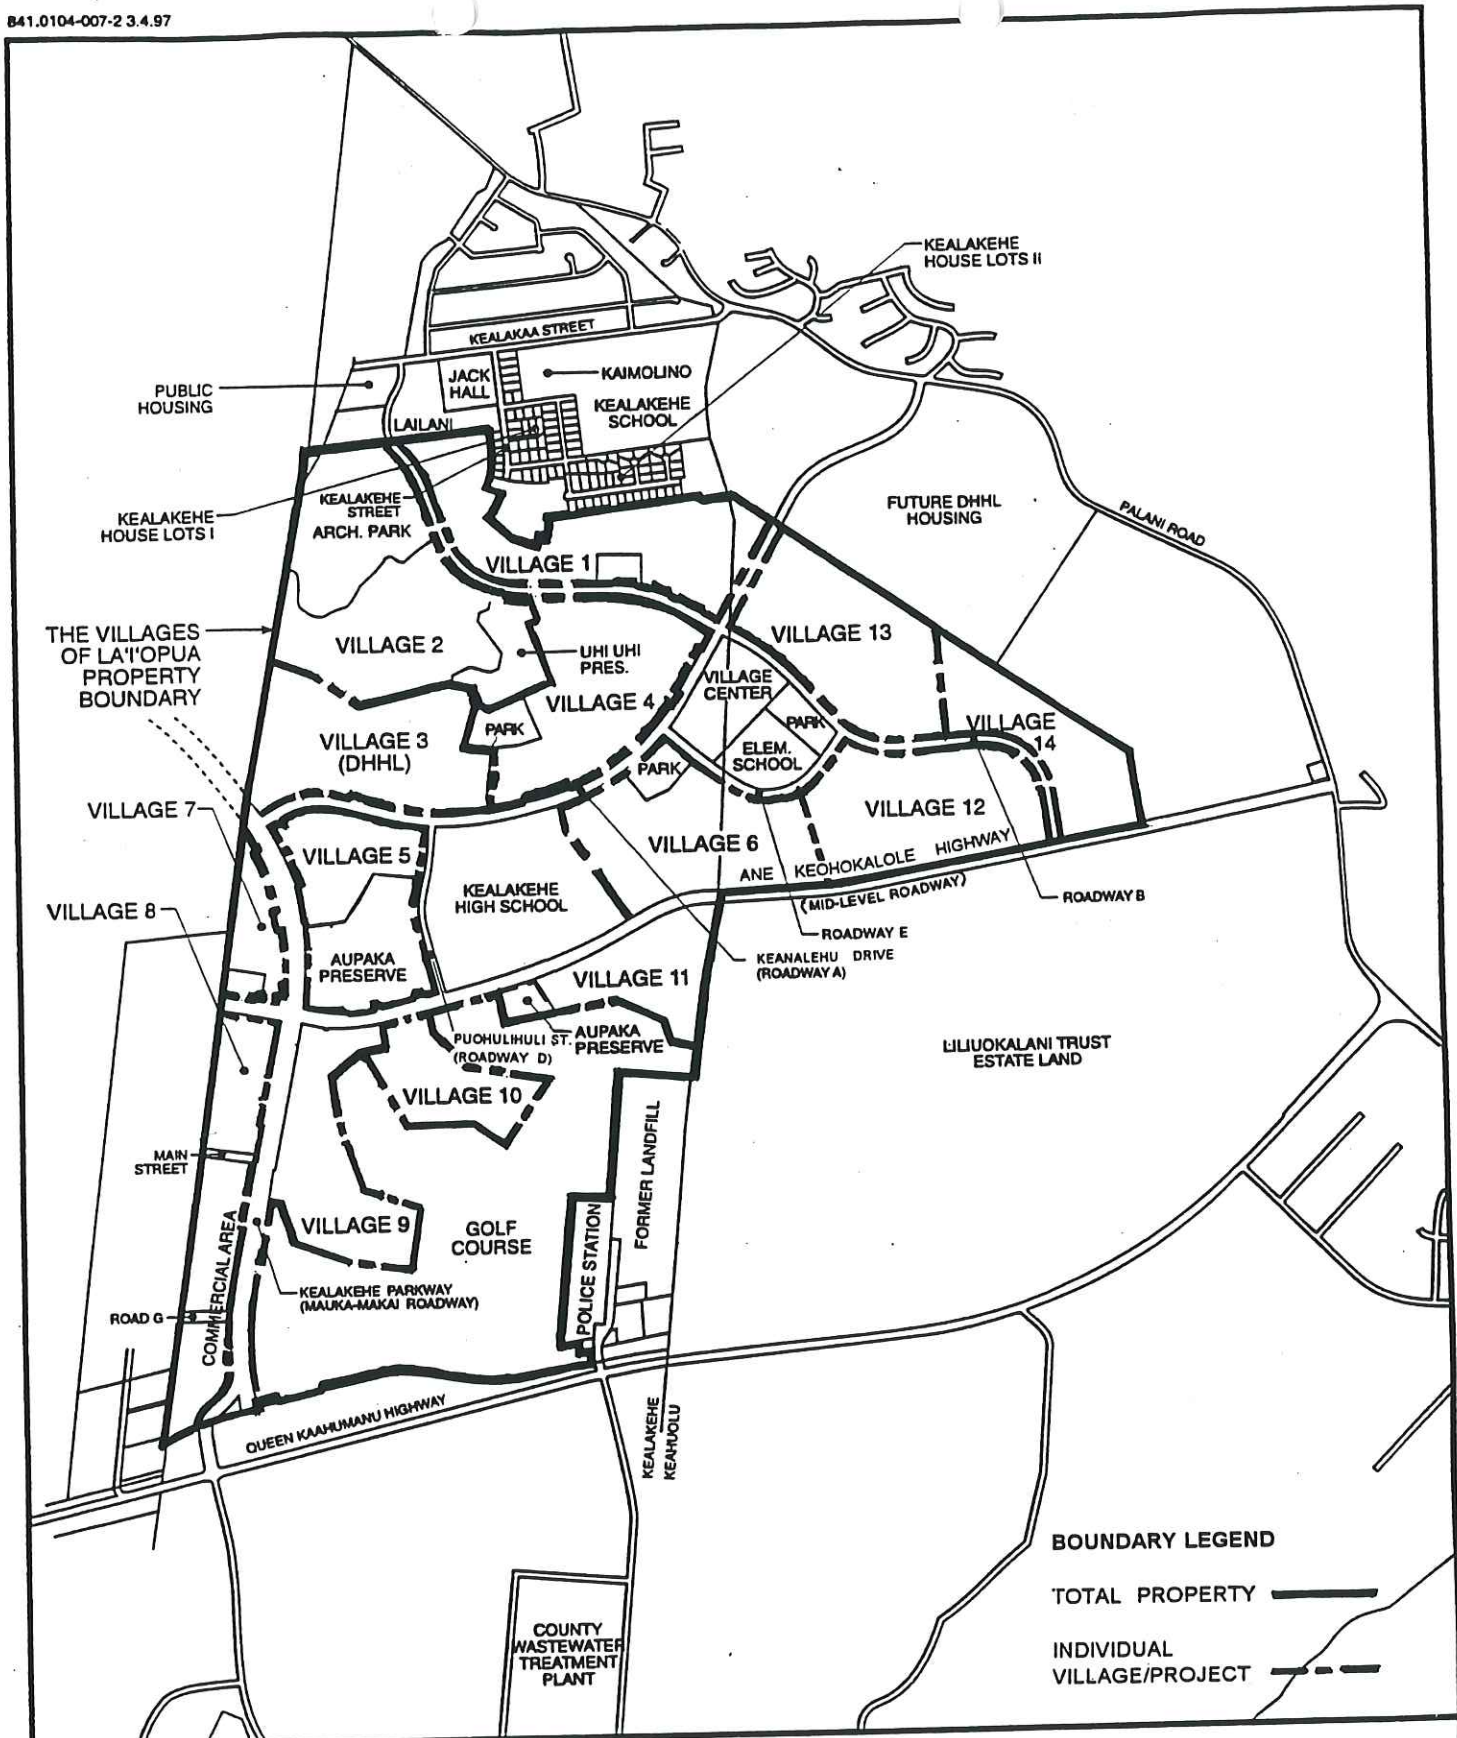 841.0104-007-2 3.4.97
KEALAKEHE
HOUSE LOTS II
KEALAKAA STREET
PUBLIC
HOUSING
JACK
HALL
KAIMOLINO
KEALAKEHE
SCHOOL
LAILANI
KEALAKEHE
STREET
KEALAKEHE
HOUSE LOTS I
ARCH. PARK
FUTURE DHHL
HOUSING
PALANI ROAD
VILLAGE 1
THE VILLAGES
OF LA'I'OPUA
PROPERTY
BOUNDARY
VILLAGE 2
UHI UHI
PRES.
VILLAGE 13
VILLAGE
CENTER
VILLAGE 4
PARK
PARK
VILLAGE
14
VILLAGE 3
(DHHL)
ELEM.
SCHOOL
PARK
VILLAGE 7
VILLAGE 12
VILLAGE 5
VILLAGE 6
ANE KEOHOKALOLE HIGHWAY
(MID-LEVEL ROADWAY)
KEALAKEHE
HIGH SCHOOL
ROADWAY B
VILLAGE 8
ROADWAY E
KEANALEHU DRIVE
(ROADWAY A)
AUPAKA
PRESERVE
VILLAGE 11
PUOHULIHULI ST.
(ROADWAY D)
AUPAKA
PRESERVE
LILIUOKALANI TRUST
ESTATE LAND
VILLAGE 10
MAIN
STREET
FORMER LANDFILL
VILLAGE 9
GOLF
COURSE
POLICE STATION
COMMERCIAL AREA
KEALAKEHE PARKWAY
(MAUKA-MAKAI ROADWAY)
ROAD G
QUEEN KAAHUMANU HIGHWAY
KEALAKEHE
KEAHUOLU
BOUNDARY LEGEND
TOTAL PROPERTY
INDIVIDUAL
VILLAGE/PROJECT
COUNTY
WASTEWATER
TREATMENT
PLANT